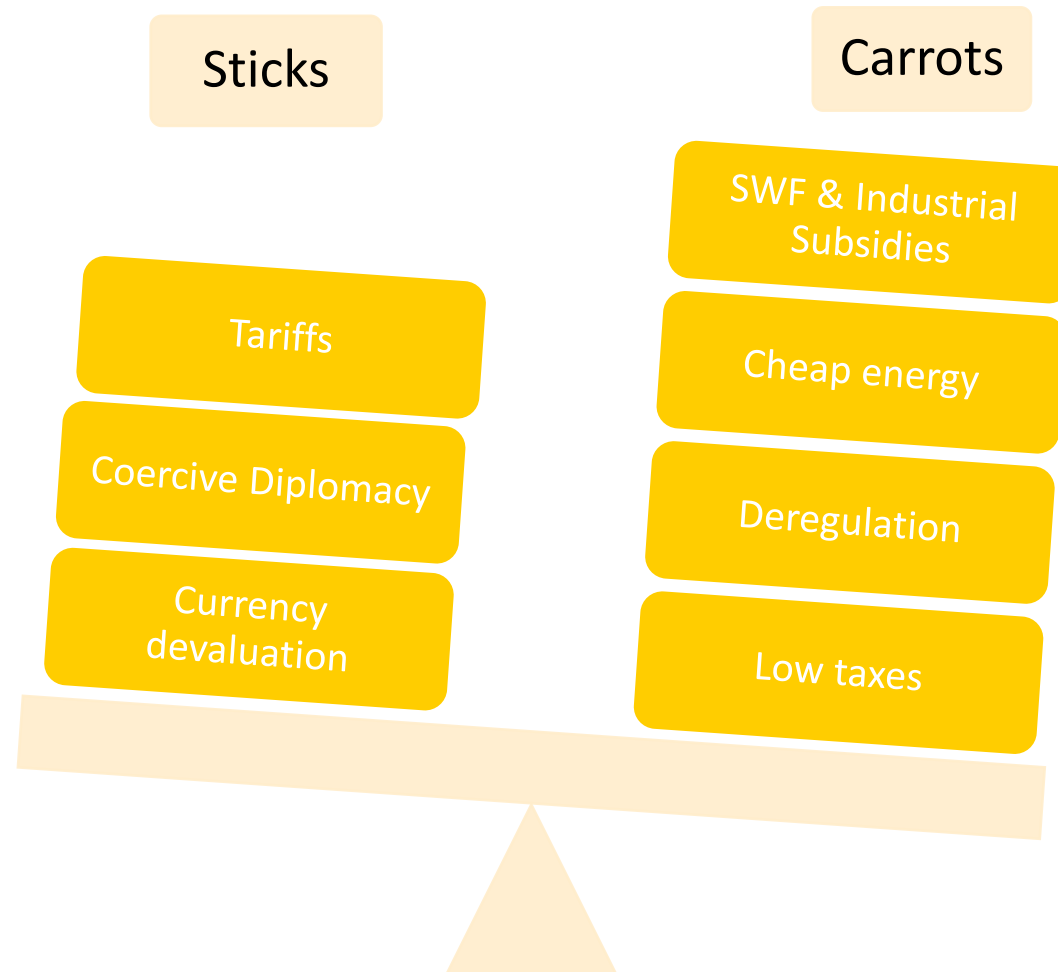 Sticks
Tariffs
Coercive Diplomacy
Currency
devaluation
Carrots
SWF & Industrial
Subsidies
Cheap energy
Deregulation
Low taxes